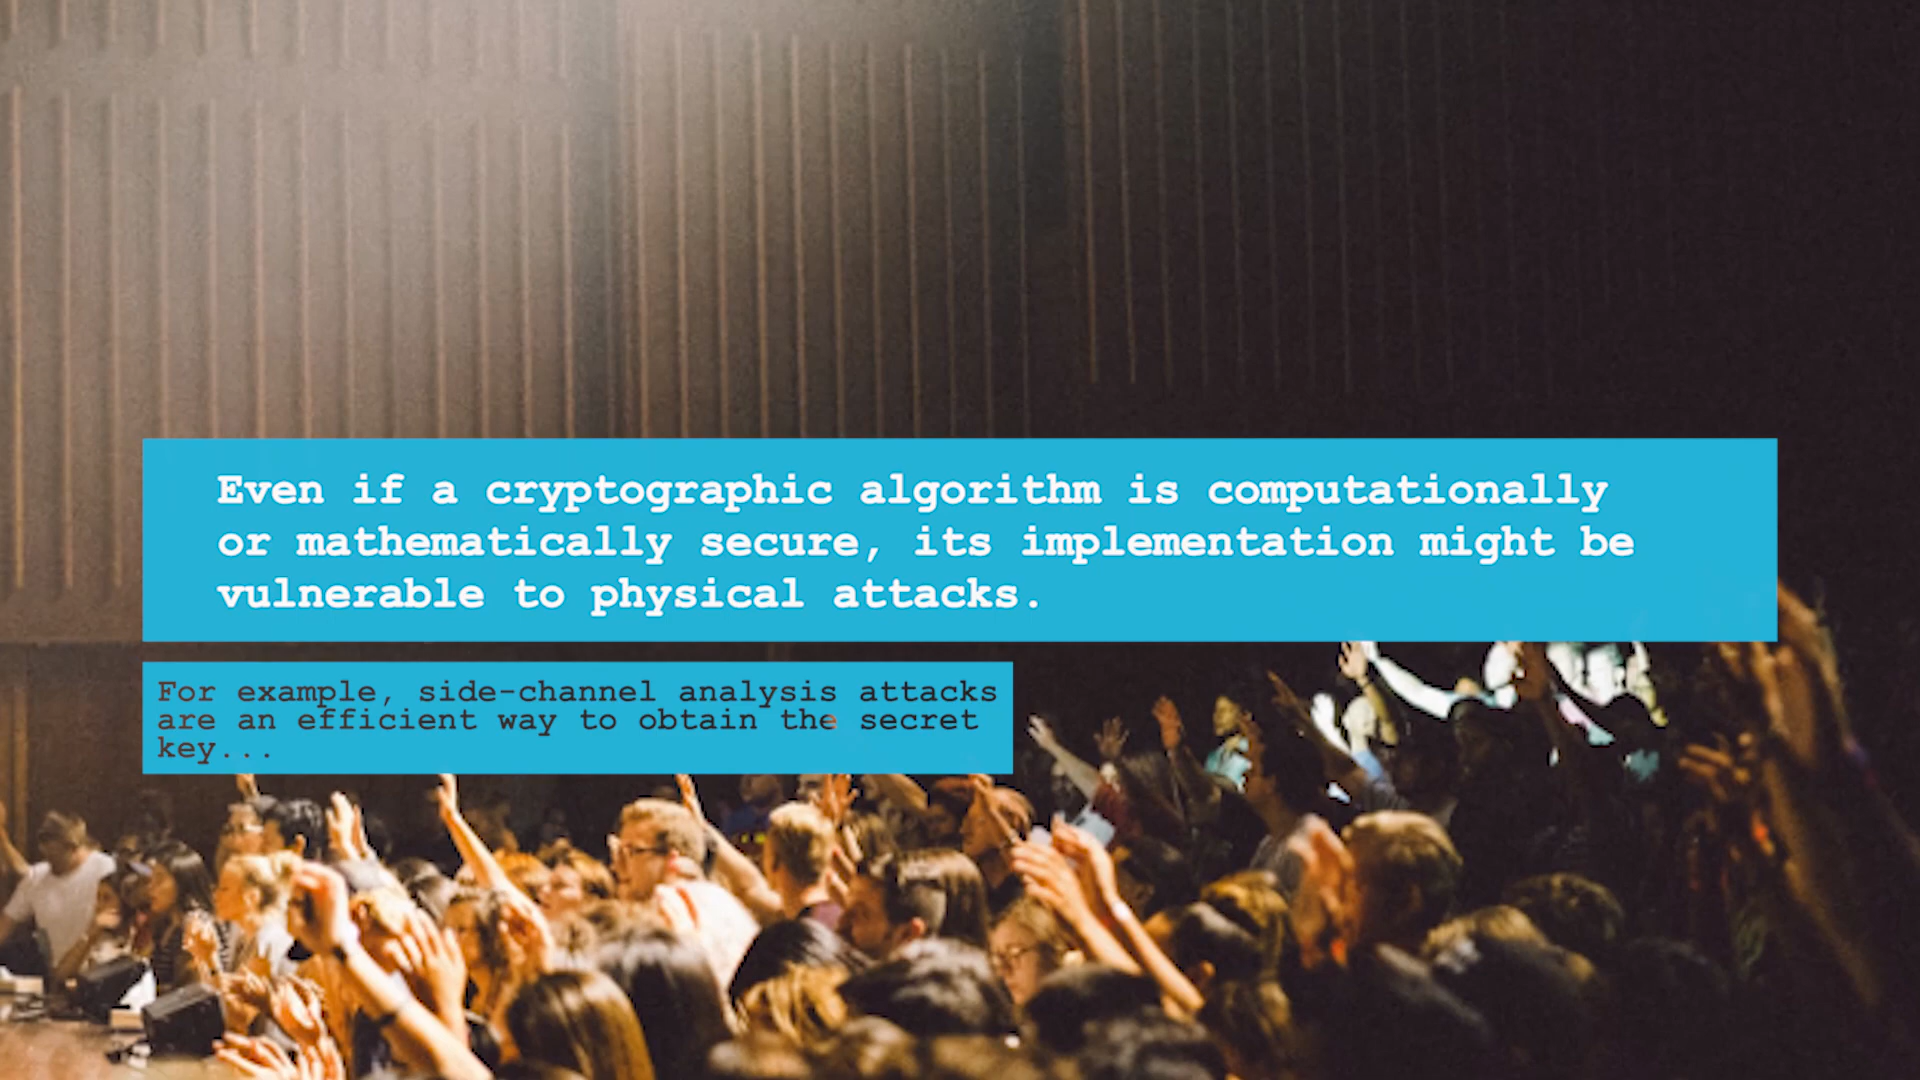 Even if a cryptographic algorithm is computationally
or mathematically secure, its implementation might be
vulnerable to physical attacks.
For example, side-channel analysis attacks
are an efficient way to obtain the secret
key...